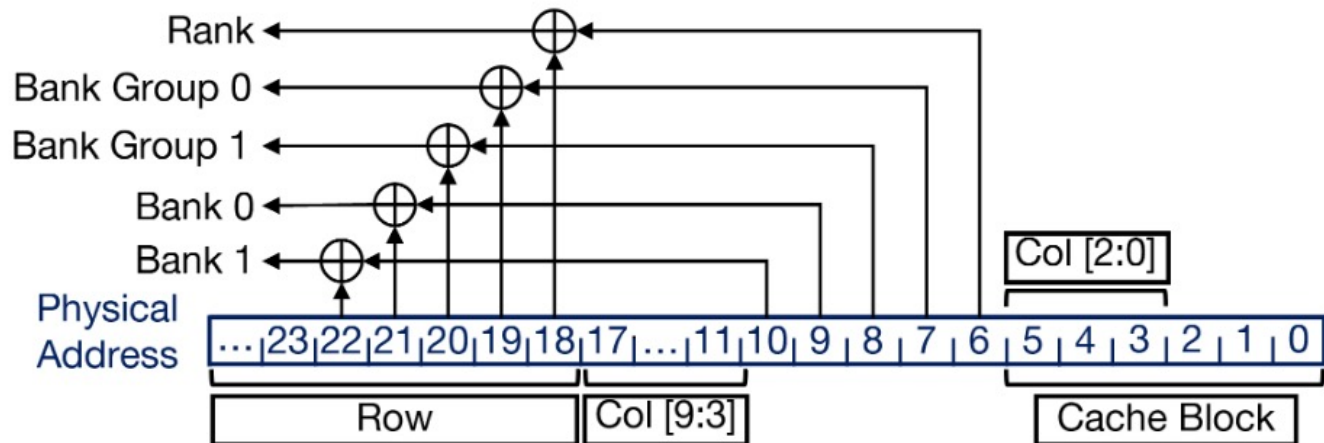 Rank
Bank Group 0
Bank Group 1
Bank 0
Bank 1
Col [2:0]
Physical
Address
... 23 22 21 20 19 18 17 ... 11 10 9 8 7 6 5 4 3 2 1 0
Row Col [9:3] Cache Block